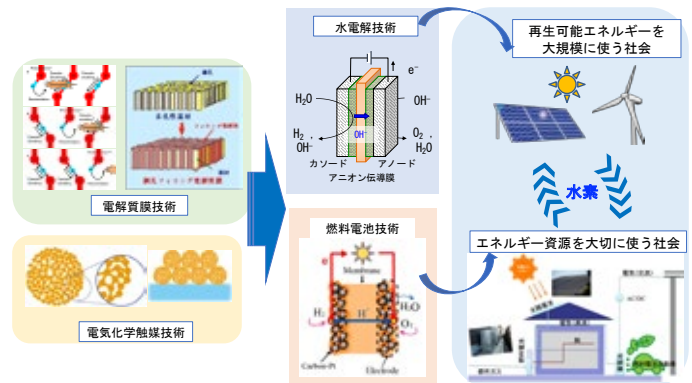 水電解技術
e⁻
H₂O
OH⁻
OH⁻
H₂ ,
OH⁻
O₂ ,
H₂O
カソード
アノード
アニオン伝導膜
再生可能エネルギーを
大規模に使う社会
電解質膜技術
水素
燃料電池技術
e
Membrane
H₂
H⁺
H₂O
O₂
Carbon-Pt
Electrode
エネルギー資源を大切に使う社会
AC/DC
電気化学触媒技術